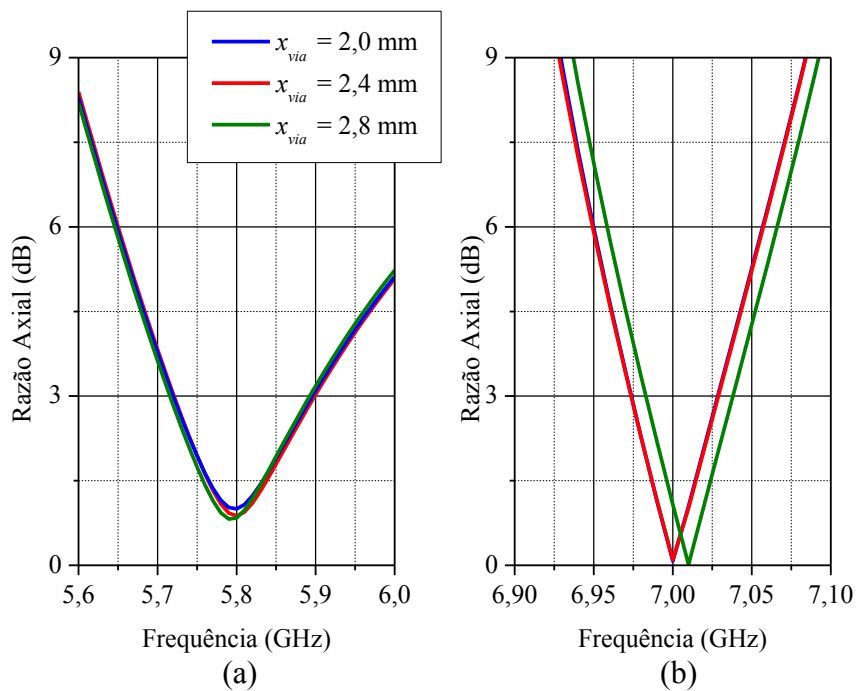 x_via = 2,0 mm
x_via = 2,4 mm
x_via = 2,8 mm
Razão Axial (dB)
9
6
3
0
5,6
5,7
5,8
5,9
6,0
Frequência (GHz)
(a)
Razão Axial (dB)
9
6
3
0
6,90
6,95
7,00
7,05
7,10
Frequência (GHz)
(b)